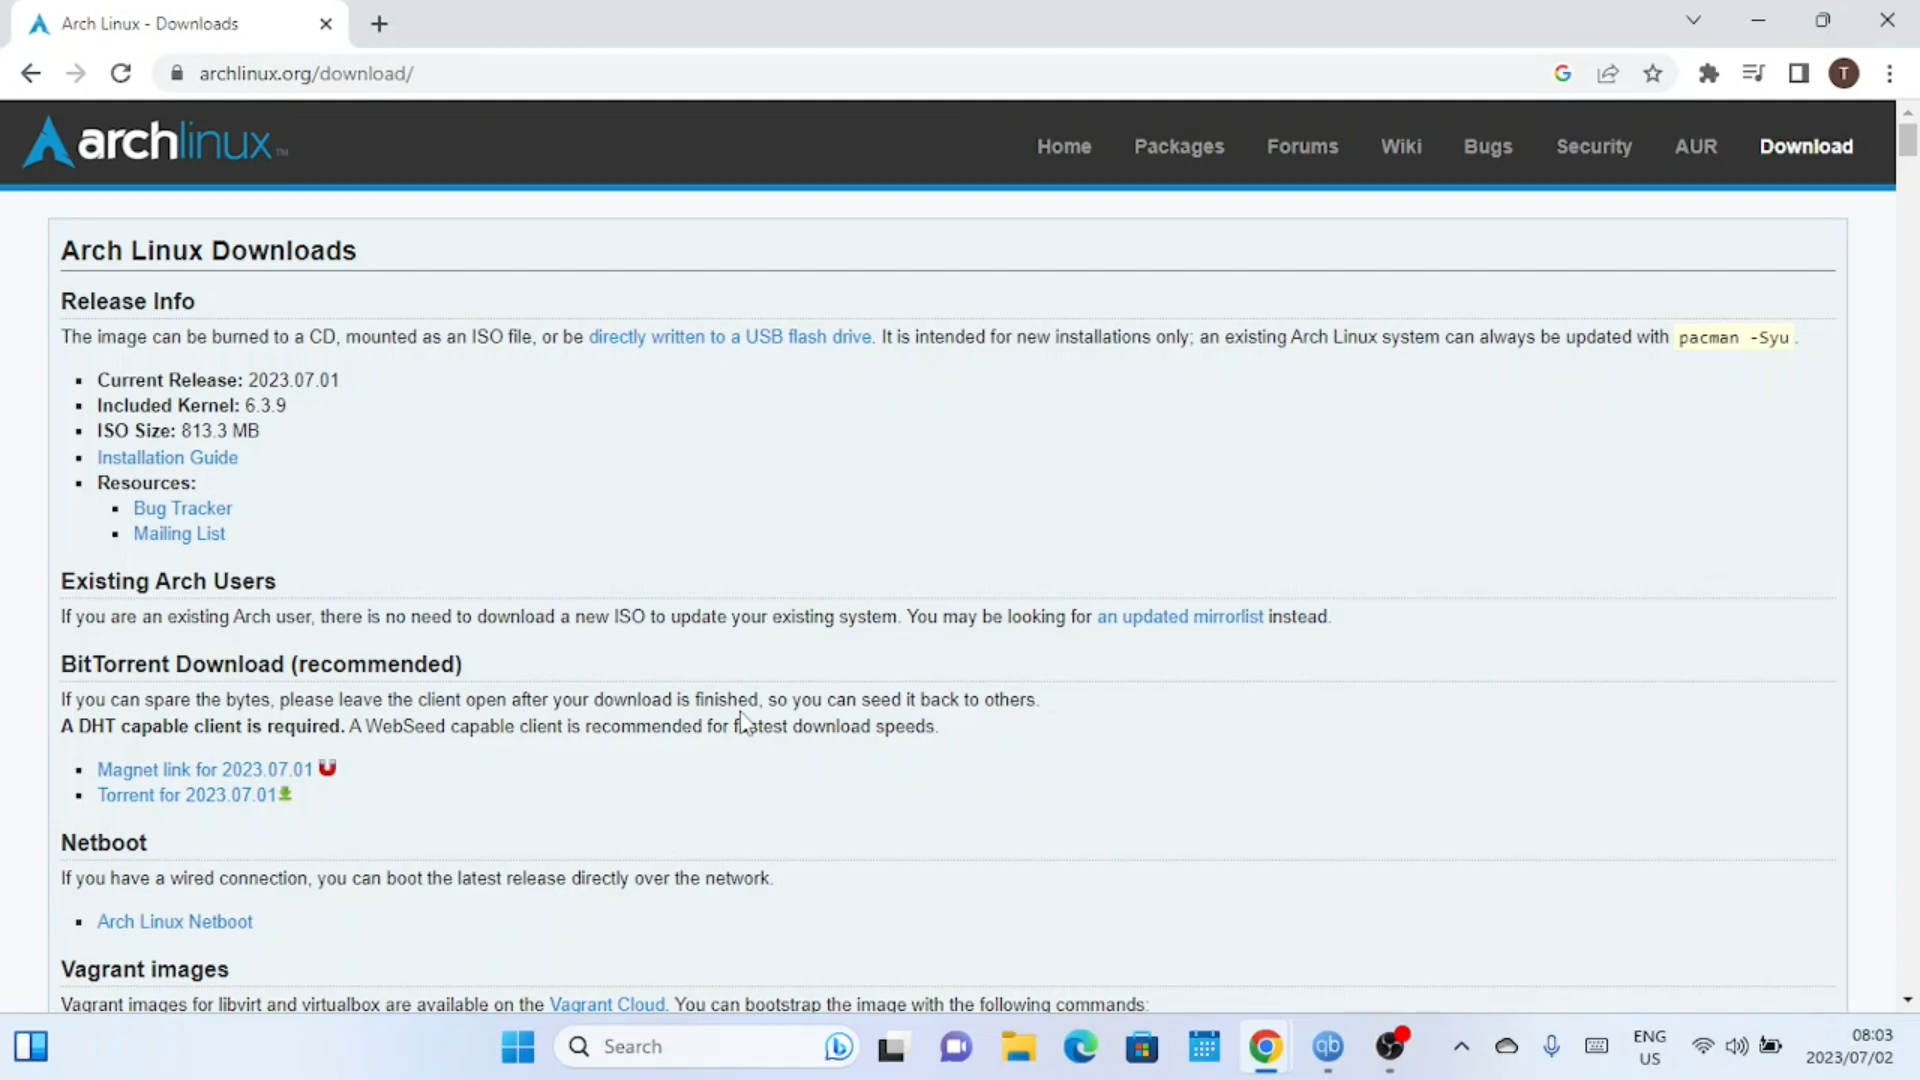 Arch Linux - Downloads
archlinux.org/download/
T
archlinux™
Home Packages Forums Wiki Bugs Security AUR Download
Arch Linux Downloads
Release Info
The image can be burned to a CD, mounted as an ISO file, or be directly written to a USB flash drive. It is intended for new installations only; an existing Arch Linux system can always be updated with pacman -Syu .
Current Release: 2023.07.01
Included Kernel: 6.3.9
ISO Size: 813.3 MB
Installation Guide
Resources:
Bug Tracker
Mailing List
Existing Arch Users
If you are an existing Arch user, there is no need to download a new ISO to update your existing system. You may be looking for an updated mirrorlist instead.
BitTorrent Download (recommended)
If you can spare the bytes, please leave the client open after your download is finished, so you can seed it back to others.
A DHT capable client is required. A WebSeed capable client is recommended for fastest download speeds.
Magnet link for 2023.07.01
Torrent for 2023.07.01
Netboot
If you have a wired connection, you can boot the latest release directly over the network.
Arch Linux Netboot
Vagrant images
Vagrant images for libvirt and virtualbox are available on the Vagrant Cloud. You can bootstrap the image with the following commands:
Search
qb
ENG
US
08:03
2023/07/02